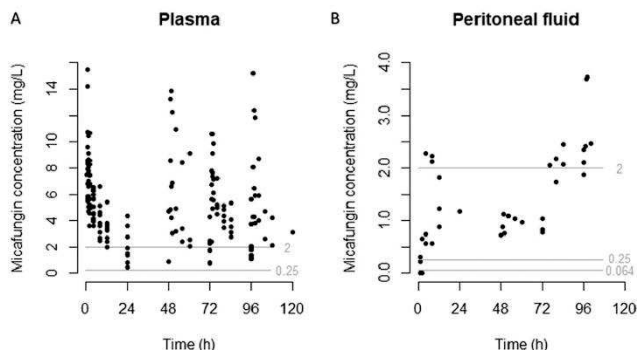 A Plasma
Micafungin concentration (mg/L)
14
12
10
8
6
4
2
0
2
0.25
0 24 48 72 96 120
Time (h)
B Peritoneal fluid
Micafungin concentration (mg/L)
4.0
3.0
2.0
1.0
0.0
2
0.25
0.064
0 24 48 72 96 120
Time (h)